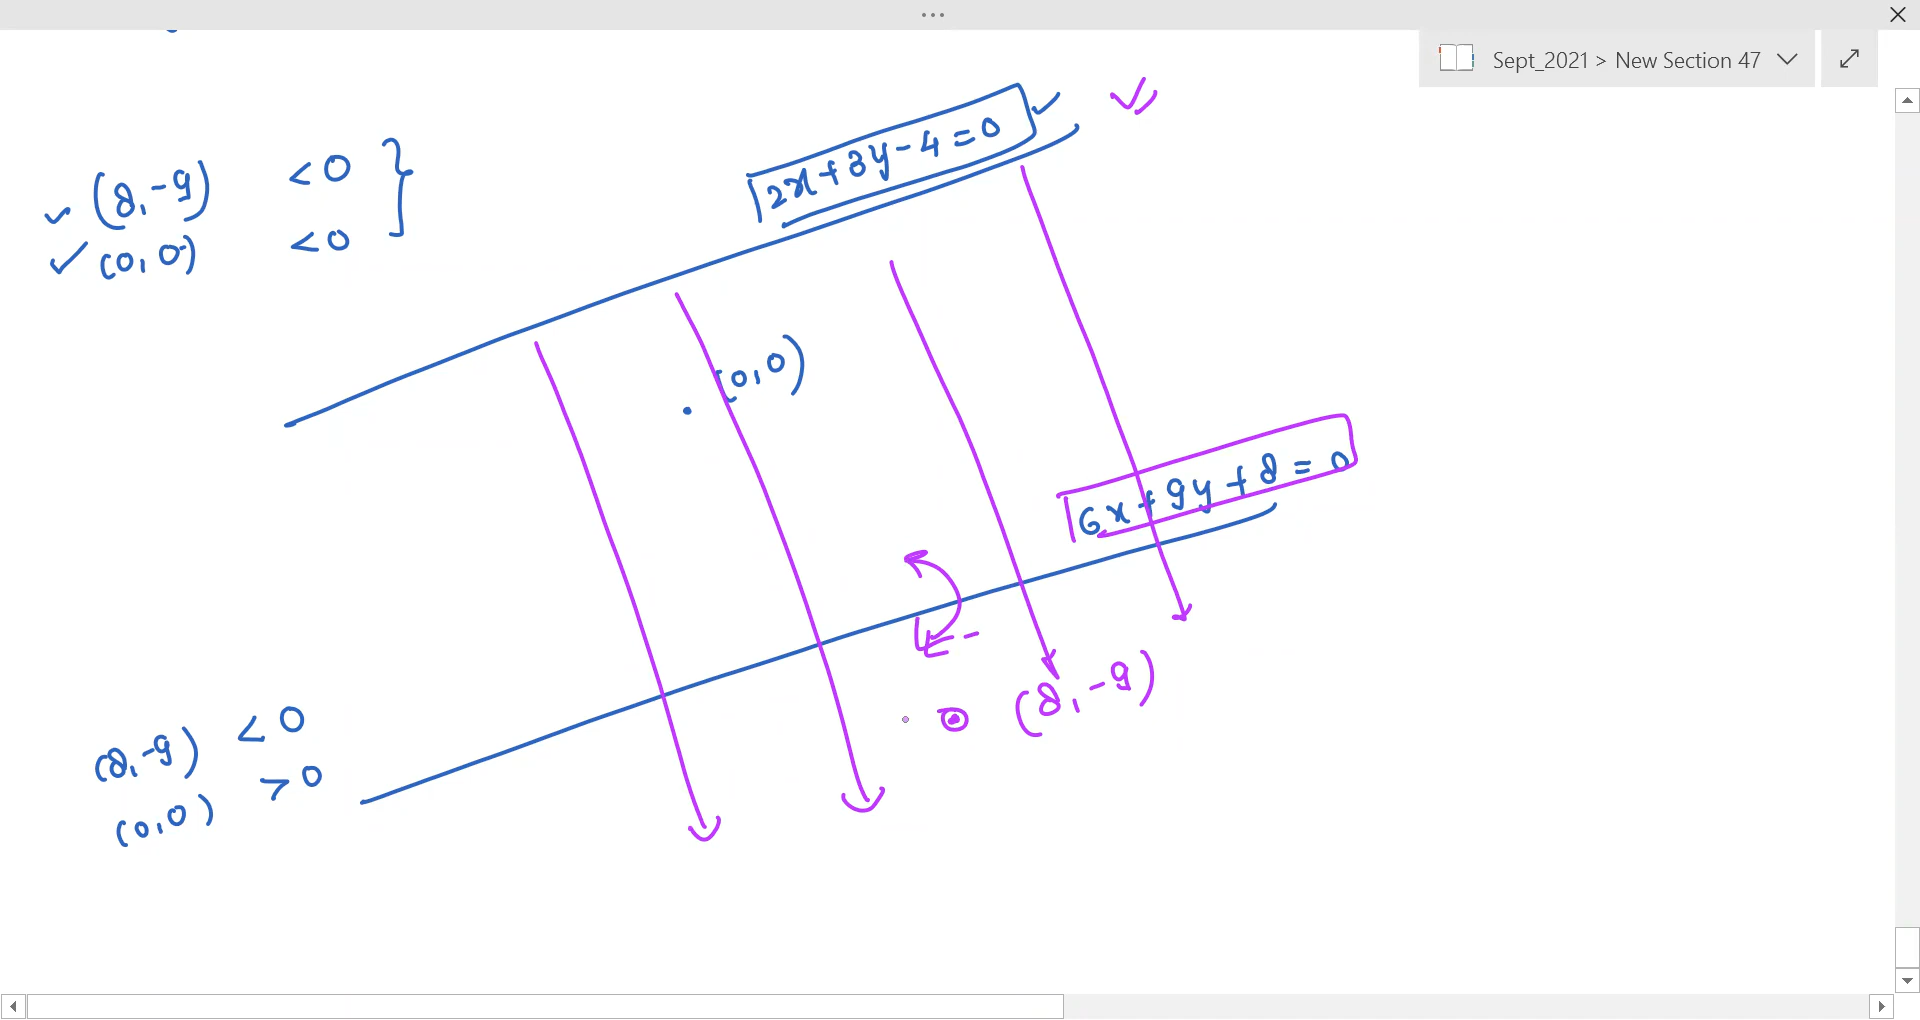 Sept_2021 > New Section 47
2x+3y-4=0
(8,-9) <0
(0,0) <0
(0,0)
6x+9y+8=0
(8,-9)
(8,-9) <0
(0,0) >0